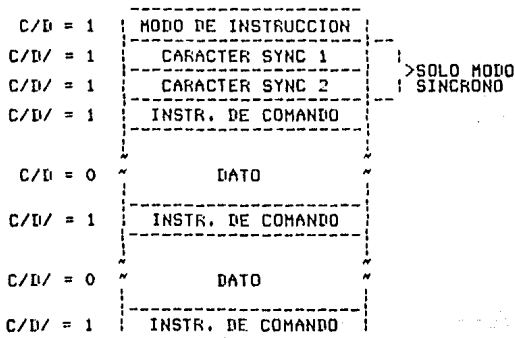 C/D = 1 MODO DE INSTRUCCION
C/D/ = 1 CARACTER SYNC 1
>SOLO MODO
C/D/ = 1 CARACTER SYNC 2
SINCRONO
C/D/ = 1 INSTR. DE COMANDO
C/D = 0 DATO
C/D/ = 1 INSTR. DE COMANDO
C/D/ = 0 DATO
C/D/ = 1 INSTR. DE COMANDO